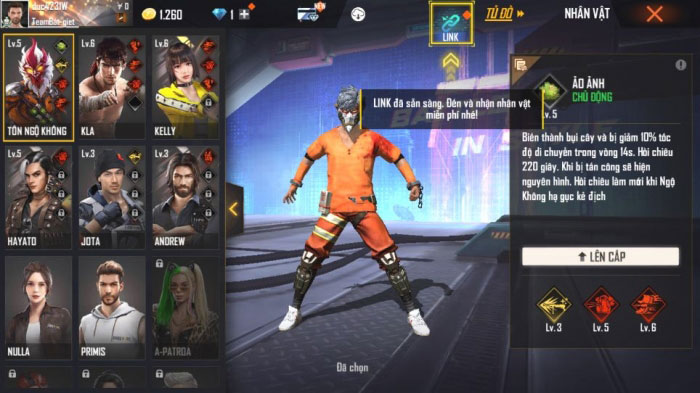 Duc4231W
¥ 0
TeamBan-giet
1.260
1
LINK
TỦ ĐỒ
NHÂN VẬT
Lv.5
TÔN NGỘ KHÔNG
Lv.6
KLA
Lv.6
KELLY
Lv.5
HAYATO
Lv.3
JOTA
Lv.3
ANDREW
NULLA
PRIMIS
A-PATROA
LINK đã sẵn sàng. Đến và nhận nhân vật
miễn phí nhé!
Đã chọn
ẢO ẢNH
CHỦ ĐỘNG
Lv.5
Biến thành bụi cây và bị giảm 10% tốc
độ di chuyển trong vòng 14s. Hồi chiêu
220 giây. Khi bị tấn công sẽ hiện
nguyên hình. Hồi chiêu làm mới khi Ngộ
Không hạ gục kẻ địch
LÊN CẤP
Lv.3
Lv.5
Lv.6